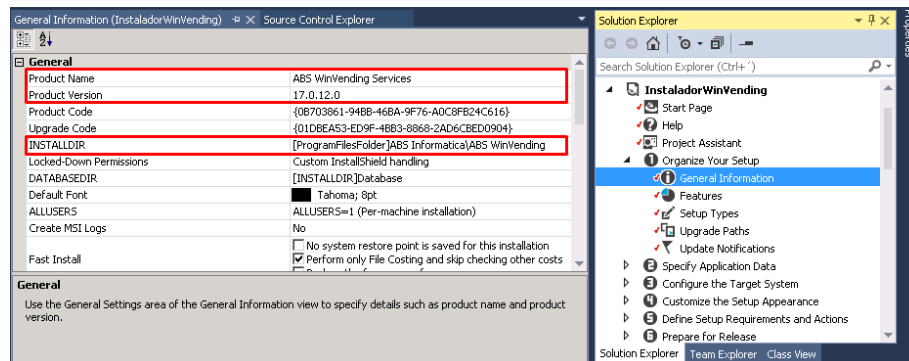 General Information (InstaladorWinVending)
Source Control Explorer
General
Product Name ABS WinVending Services
Product Version 17.0.12.0
Product Code {0B703861-94BB-46BA-9F76-A0C8FB24C616}
Upgrade Code {01DBEA53-ED9F-4BB3-8868-2AD6CBED0904}
INSTALLDIR [ProgramFilesFolder]ABS Informatica\ABS WinVending
Locked-Down Permissions Custom InstallShield handling
DATABASEDIR [INSTALLDIR]Database
Default Font Tahoma; 8pt
ALLUSERS ALLUSERS=1 (Per-machine installation)
Create MSI Logs No
No system restore point is saved for this installation
Fast Install Perform only File Costing and skip checking other costs
General
Use the General Settings area of the General Information view to specify details such as product name and product
version.
Solution Explorer
Search Solution Explorer (Ctrl+´)
InstaladorWinVending
Start Page
Help
Project Assistant
1 Organize Your Setup
General Information
Features
Setup Types
Upgrade Paths
Update Notifications
2 Specify Application Data
3 Configure the Target System
4 Customize the Setup Appearance
5 Define Setup Requirements and Actions
6 Prepare for Release
Solution Explorer Team Explorer Class View
Properties